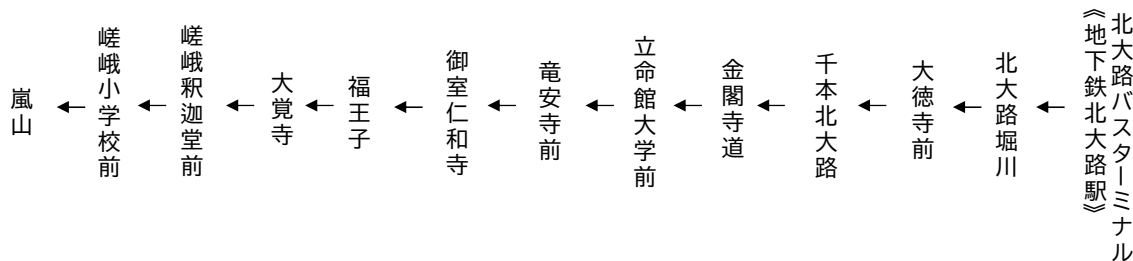 北大路バスターミナル
《地下鉄北大路駅》
北大路堀川
大徳寺前
千本北大路
金閣寺道
立命館大学前
竜安寺前
御室仁和寺
福王子
大覚寺
嵯峨釈迦堂前
嵯峨小学校前
嵐山